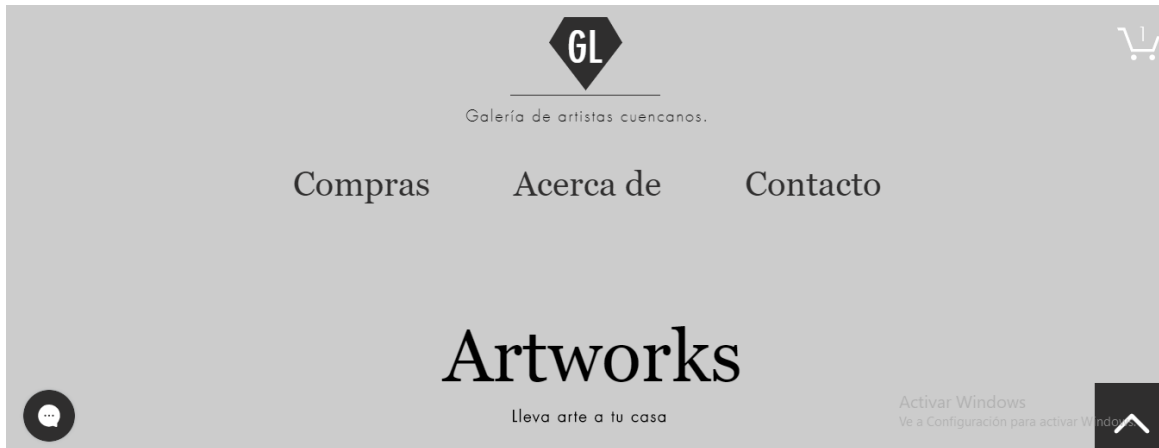 GL
1
Galería de artistas cuencanos.
Compras Acerca de Contacto
Artworks
Lleva arte a tu casa
Activar Windows
Ve a Configuración para activar Windows.